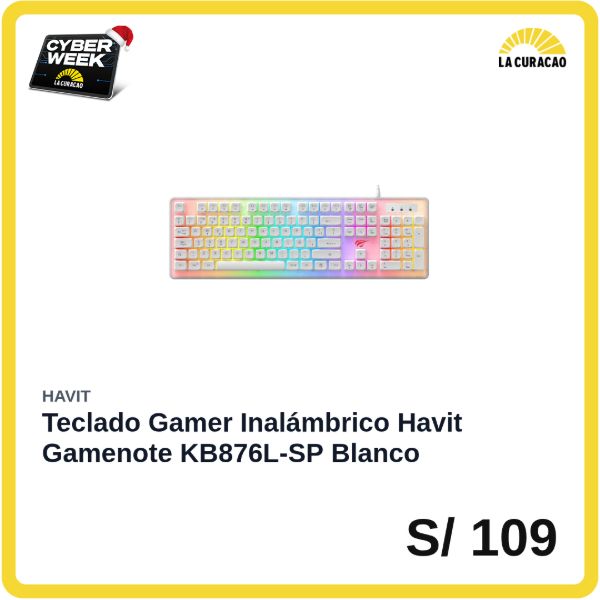 CYBER
WEEK
LA CURACAO
LA CURACAO
HAVIT
Teclado Gamer Inalámbrico Havit
Gamenote KB876L-SP Blanco
S/ 109